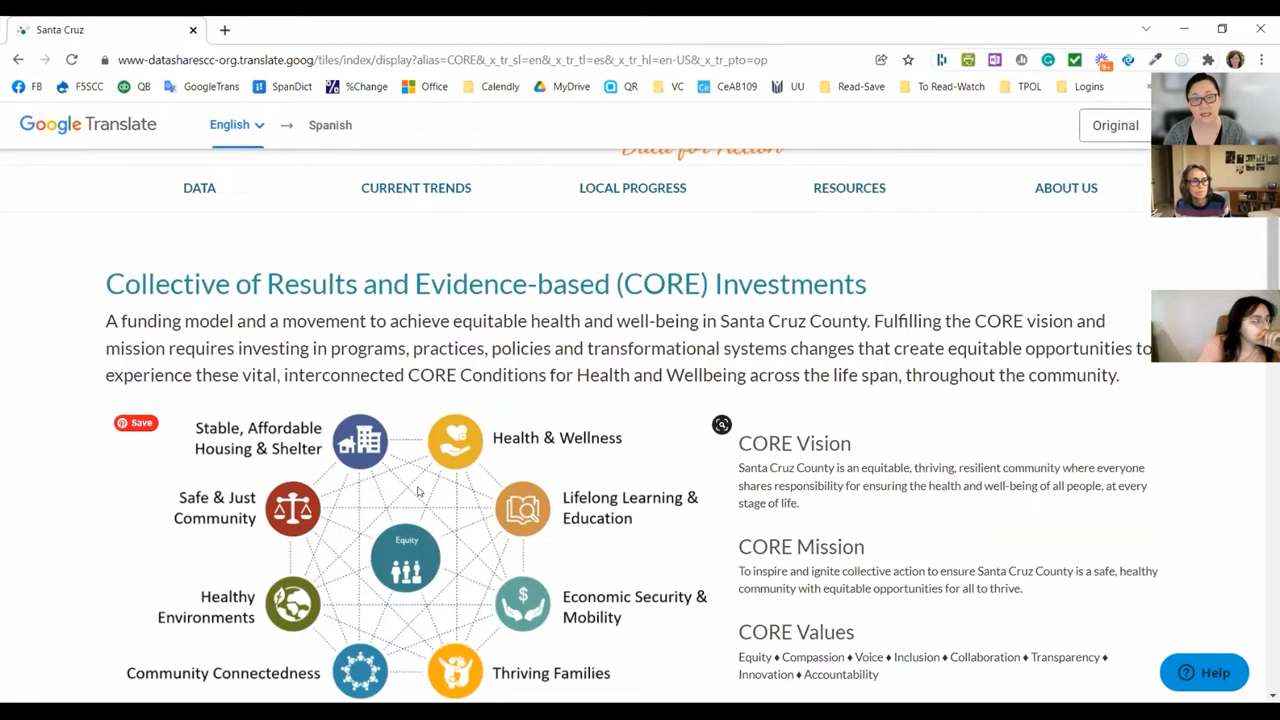 Santa Cruz
www-datasharescc-org.translate.goog/tiles/index/display?alias=CORE&_x_tr_sl=en&_x_tr_tl=es&_x_tr_hl=en-US&_x_tr_pto=op
9+
FB
F5SCC
QB
GoogleTrans
SpanDict
%Change
Office
Calendly
MyDrive
QR
VC
CeAB109
UU
Read-Save
To Read-Watch
TPOL
Logins
»
Google Translate
English
→
Spanish
Original
Data for Action
DATA
CURRENT TRENDS
LOCAL PROGRESS
RESOURCES
ABOUT US
Collective of Results and Evidence-based (CORE) Investments
A funding model and a movement to achieve equitable health and well-being in Santa Cruz County. Fulfilling the CORE vision and
mission requires investing in programs, practices, policies and transformational systems changes that create equitable opportunities to
experience these vital, interconnected CORE Conditions for Health and Wellbeing across the life span, throughout the community.
Save
Stable, Affordable
Housing & Shelter
Health & Wellness
Safe & Just
Community
Lifelong Learning &
Education
Equity
Healthy
Environments
$
Economic Security &
Mobility
Community Connectedness
Thriving Families
CORE Vision
Santa Cruz County is an equitable, thriving, resilient community where everyone
shares responsibility for ensuring the health and well-being of all people, at every
stage of life.
CORE Mission
To inspire and ignite collective action to ensure Santa Cruz County is a safe, healthy
community with equitable opportunities for all to thrive.
CORE Values
Equity ♦ Compassion ♦ Voice ♦ Inclusion ♦ Collaboration ♦ Transparency ♦
Innovation ♦ Accountability
Help